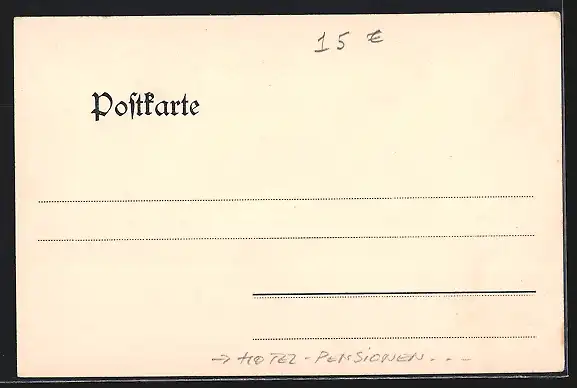 15 €
Poſtkarte
→ HOTEL - PENSIONEN...